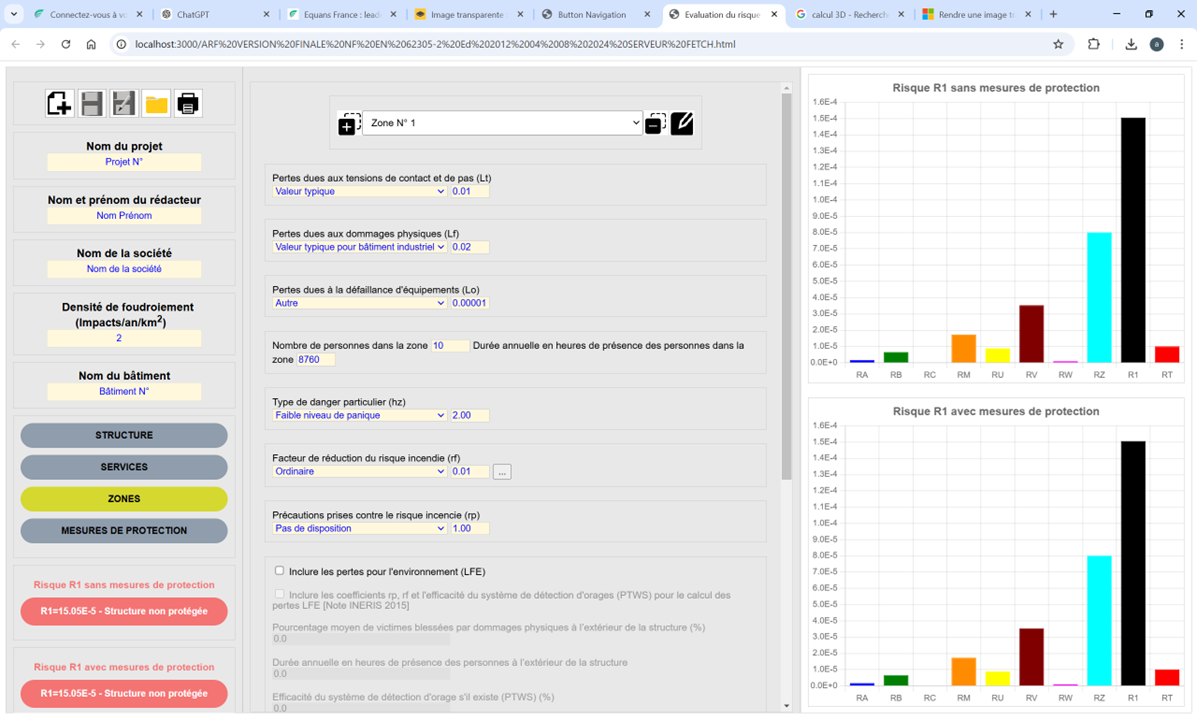 Connectez-vous à vo
ChatGPT
Equans France : lead
Image transparente
Button Navigation
Evaluation du risque
calcul 3D - Recherch
Rendre une image tr
localhost:3000/ARF%20VERSION%20FINALE%20NF%20EN%2062305-2%20Ed%202012%2004%2008%202024%20SERVEUR%20FETCH.html
a
Nom du projet
Projet N°
Nom et prénom du rédacteur
Nom Prénom
Nom de la société
Nom de la société
Densité de foudroiement
(Impacts/an/km²)
2
Nom du bâtiment
Bâtiment N°
STRUCTURE
SERVICES
ZONES
MESURES DE PROTECTION
Risque R1 sans mesures de protection
R1=15.05E-5 - Structure non protégée
Risque R1 avec mesures de protection
R1=15.05E-5 - Structure non protégée
Zone N° 1
Pertes dues aux tensions de contact et de pas (Lt)
Valeur typique 0.01
Pertes dues aux dommages physiques (Lf)
Valeur typique pour bâtiment industriel 0.02
Pertes dues à la défaillance d'équipements (Lo)
Autre 0.00001
Nombre de personnes dans la zone 10 Durée annuelle en heures de présence des personnes dans la
zone 8760
Type de danger particulier (hz)
Faible niveau de panique 2.00
Facteur de réduction du risque incendie (rf)
Ordinaire 0.01 ...
Précautions prises contre le risque incencie (rp)
Pas de disposition 1.00
Inclure les pertes pour l'environnement (LFE)
Inclure les coefficients rp, rf et l'efficacité du système de détection d'orages (PTWS) pour le calcul des
pertes LFE [Note INERIS 2015]
Pourcentage moyen de victimes blessées par dommages physiques à l'extérieur de la structure (%)
0.0
Durée annuelle en heures de présence des personnes à l'extérieur de la structure
0.0
Efficacité du système de détection d'orage s'il existe (PTWS) (%)
0.0
Risque R1 sans mesures de protection
1.6E-4
1.5E-4
1.4E-4
1.3E-4
1.2E-4
1.1E-4
1.0E-4
9.0E-5
8.0E-5
7.0E-5
6.0E-5
5.0E-5
4.0E-5
3.0E-5
2.0E-5
1.0E-5
0.0E+0
RA RB RC RM RU RV RW RZ R1 RT
Risque R1 avec mesures de protection
1.6E-4
1.5E-4
1.4E-4
1.3E-4
1.2E-4
1.1E-4
1.0E-4
9.0E-5
8.0E-5
7.0E-5
6.0E-5
5.0E-5
4.0E-5
3.0E-5
2.0E-5
1.0E-5
0.0E+0
RA RB RC RM RU RV RW RZ R1 RT